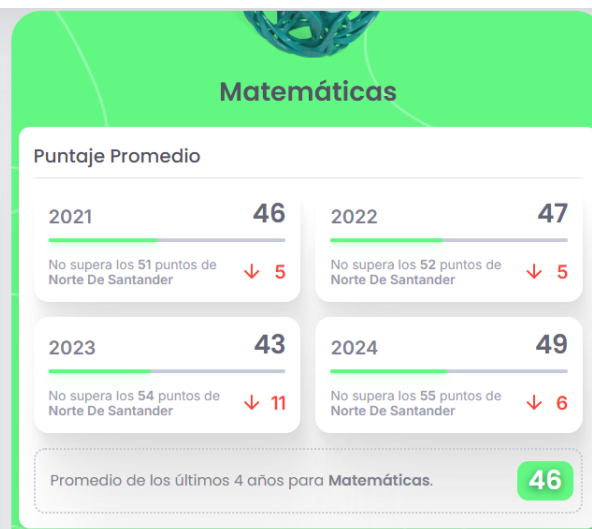 Matemáticas
Puntaje Promedio
2021 46
No supera los 51 puntos de
Norte De Santander
↓ 5
2022 47
No supera los 52 puntos de
Norte De Santander
↓ 5
2023 43
No supera los 54 puntos de
Norte De Santander
↓ 11
2024 49
No supera los 55 puntos de
Norte De Santander
↓ 6
Promedio de los últimos 4 años para Matemáticas. 46